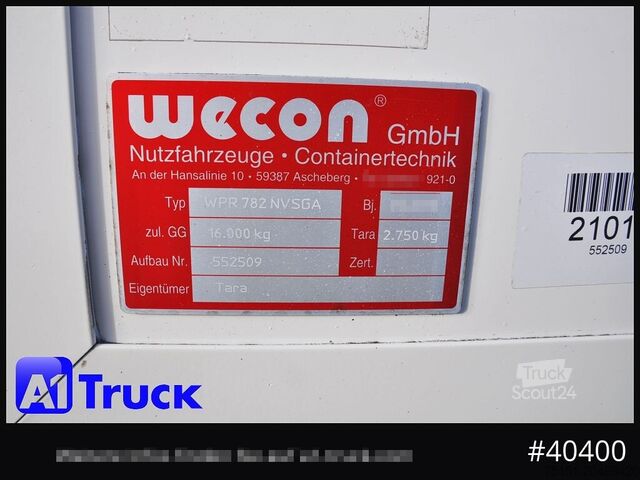 wecon® GmbH
Nutzfahrzeuge • Containertechnik
An der Hansalinie 10 • 59387 Ascheberg • 921-0
Typ WPR 782 NVSGA Bj.
zul. GG 16.000 kg Tara 2.750 kg
Aufbau Nr. 552509 Zert.
Eigentümer Tara
2101
552509
A1 Truck
Truck
Scout24
#40400